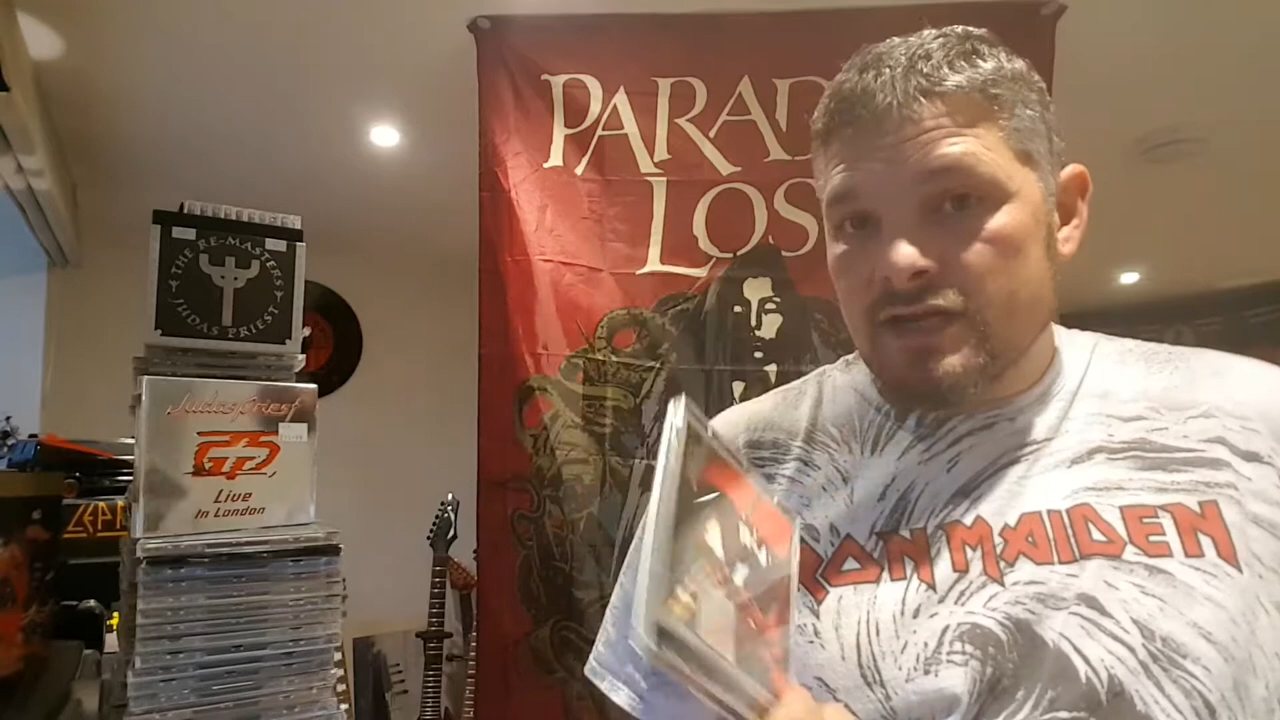 PARAD
LOS
THE RE-MASTERS
JUDAS PRIEST
Judas Priest
Live
In London
IRON MAIDEN